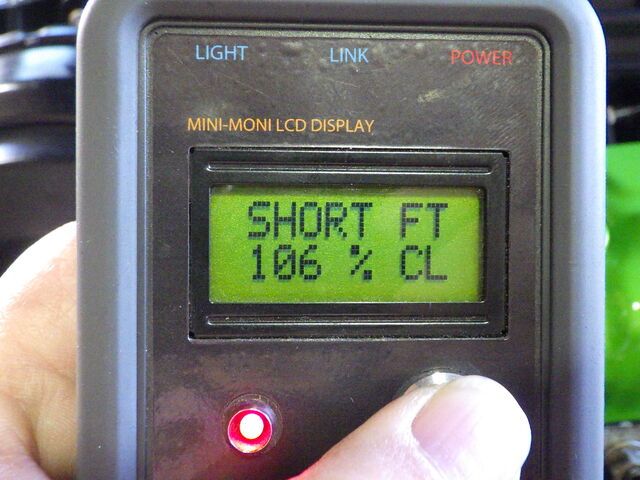 LIGHT LINK POWER
MINI-MONI LCD DISPLAY
SHORT FT
106 % CL